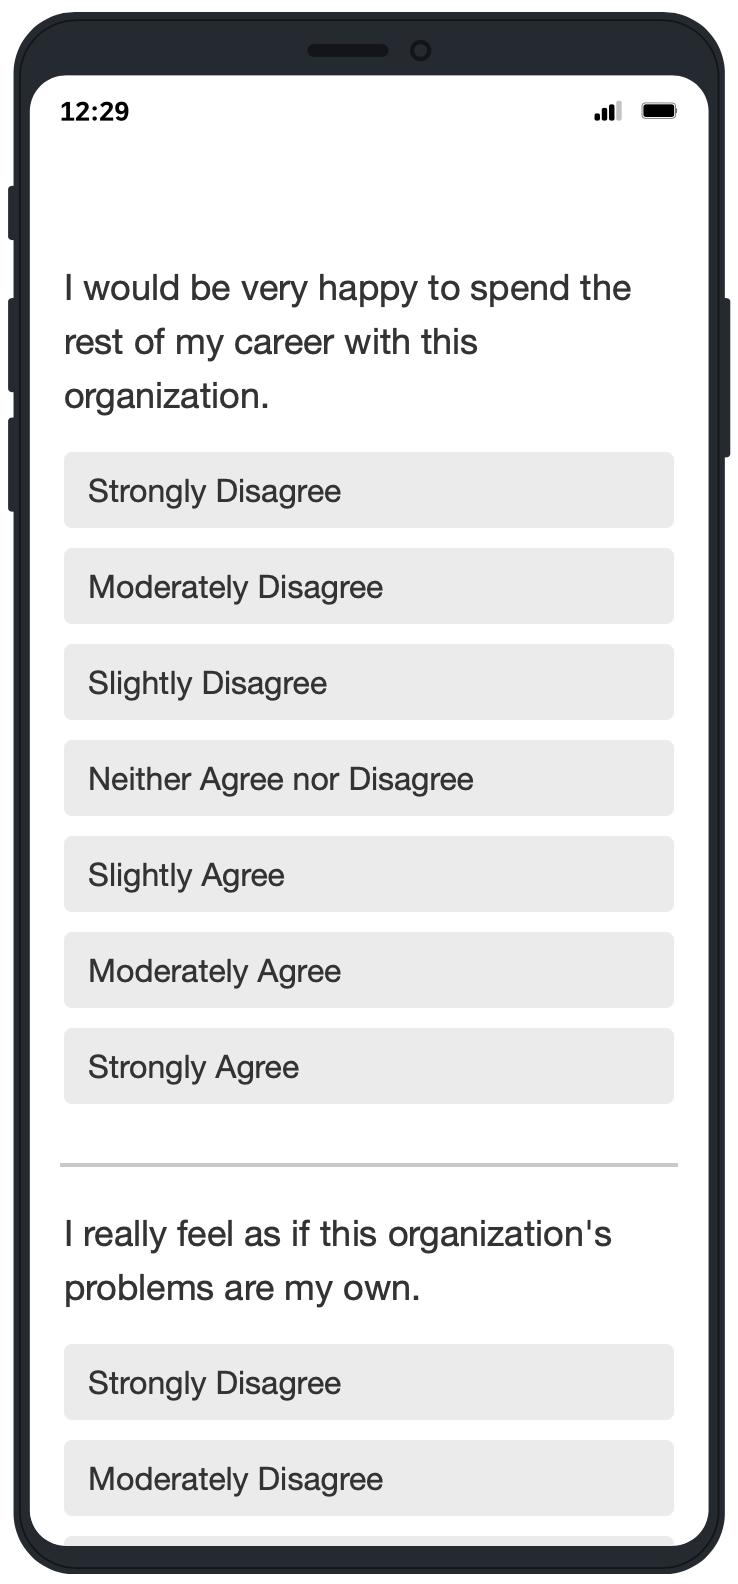 12:29
I would be very happy to spend the
rest of my career with this
organization.
Strongly Disagree
Moderately Disagree
Slightly Disagree
Neither Agree nor Disagree
Slightly Agree
Moderately Agree
Strongly Agree
I really feel as if this organization's
problems are my own.
Strongly Disagree
Moderately Disagree